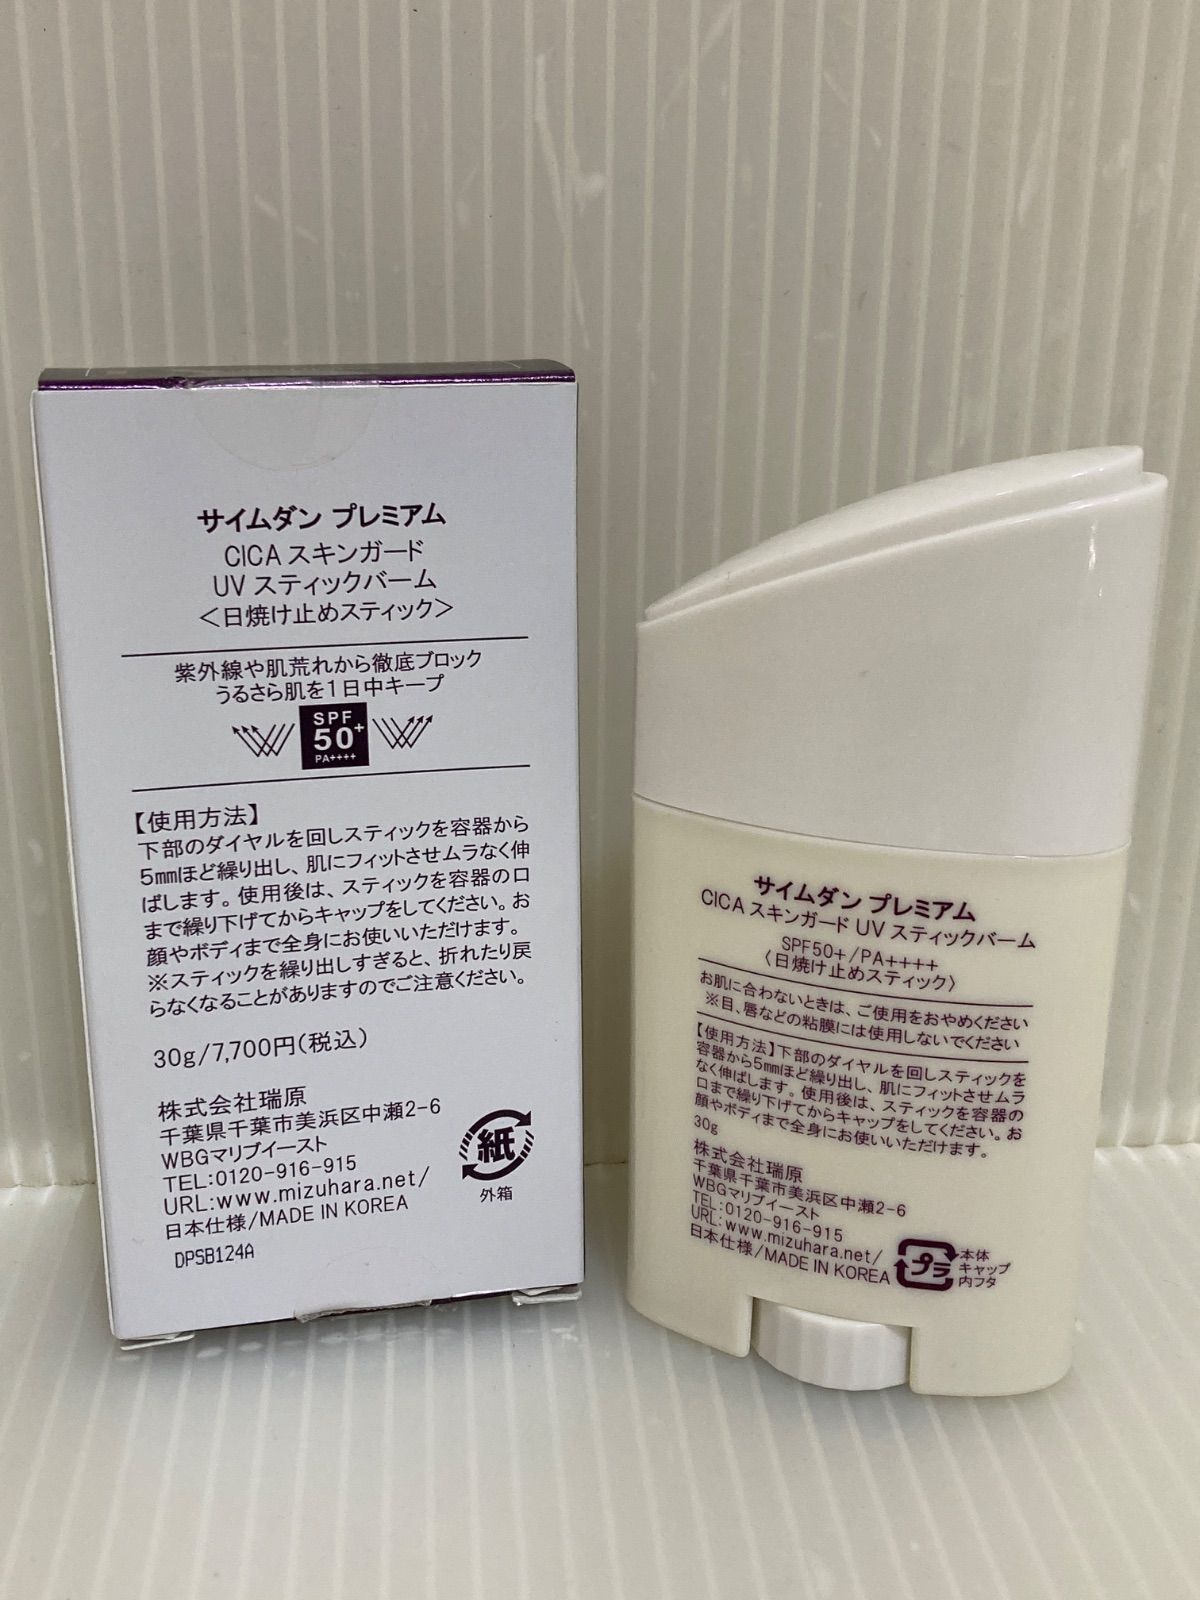 サイムダン プレミアム
CICA スキンガード
UV スティックバーム
＜日焼け止めスティック＞
紫外線や肌荒れから徹底ブロック
うるさら肌を1日中キープ
SPF
50+
PA++++
【使用方法】
下部のダイヤルを回しスティックを容器から
5㎜ほど繰り出し、肌にフィットさせムラなく伸
ばします。使用後は、スティックを容器の口
まで繰り下げてからキャップをしてください。お
顔やボディまで全身にお使いいただけます。
※スティックを繰り出しすぎると、折れたり戻
らなくなることがありますのでご注意ください。
30g/7,700円(税込)
株式会社瑞原
千葉県千葉市美浜区中瀬2-6
WBGマリブイースト
TEL:0120-916-915
URL:www.mizuhara.net/
日本仕様/MADE IN KOREA
紙
外箱
DPSB124A
サイムダン プレミアム
CICA スキンガード UV スティックバーム
SPF50+/PA++++
〈日焼け止めスティック〉
お肌に合わないときは、ご使用をおやめください
※目、唇などの粘膜には使用しないでください
【使用方法】下部のダイヤルを回しスティックを
容器から5㎜ほど繰り出し、肌にフィットさせムラ
なく伸ばします。使用後は、スティックを容器の
口まで繰り下げてからキャップをしてください。お
顔やボディまで全身にお使いいただけます。
30g
株式会社瑞原
千葉県千葉市美浜区中瀬2-6
WBGマリブイースト
TEL:0120-916-915
URL:www.mizuhara.net/
日本仕様/MADE IN KOREA
プラ
本体
キャップ
内フタ